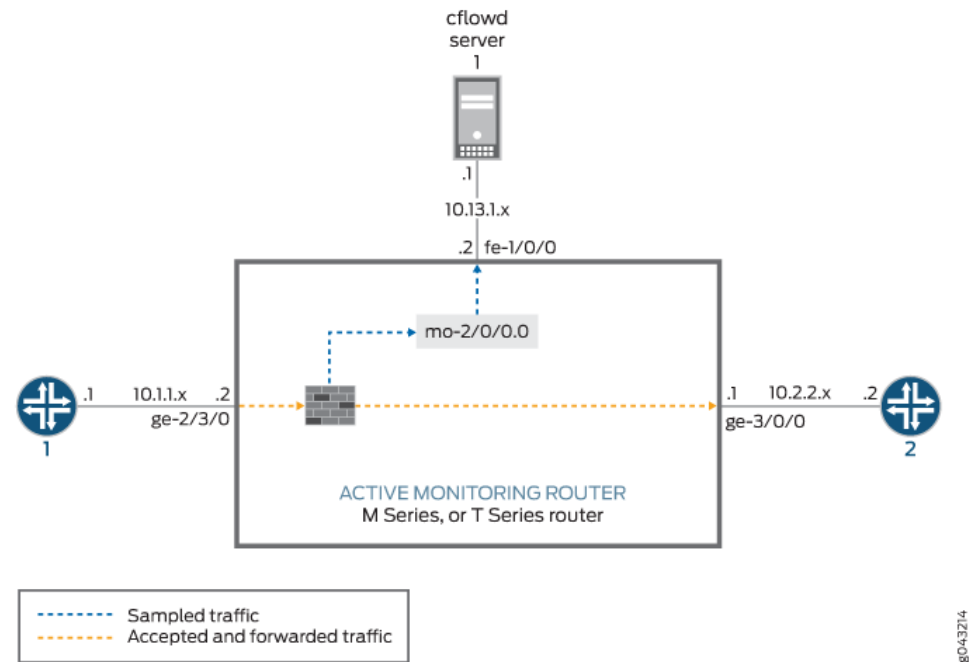 cflowd
server
1
.1
10.13.1.x
.2 fe-1/0/0
mo-2/0/0.0
.1 10.1.1.x .2
ge-2/3/0
1
.1 10.2.2.x .2
ge-3/0/0
2
ACTIVE MONITORING ROUTER
M Series, or T Series router
Sampled traffic
Accepted and forwarded traffic
g043214